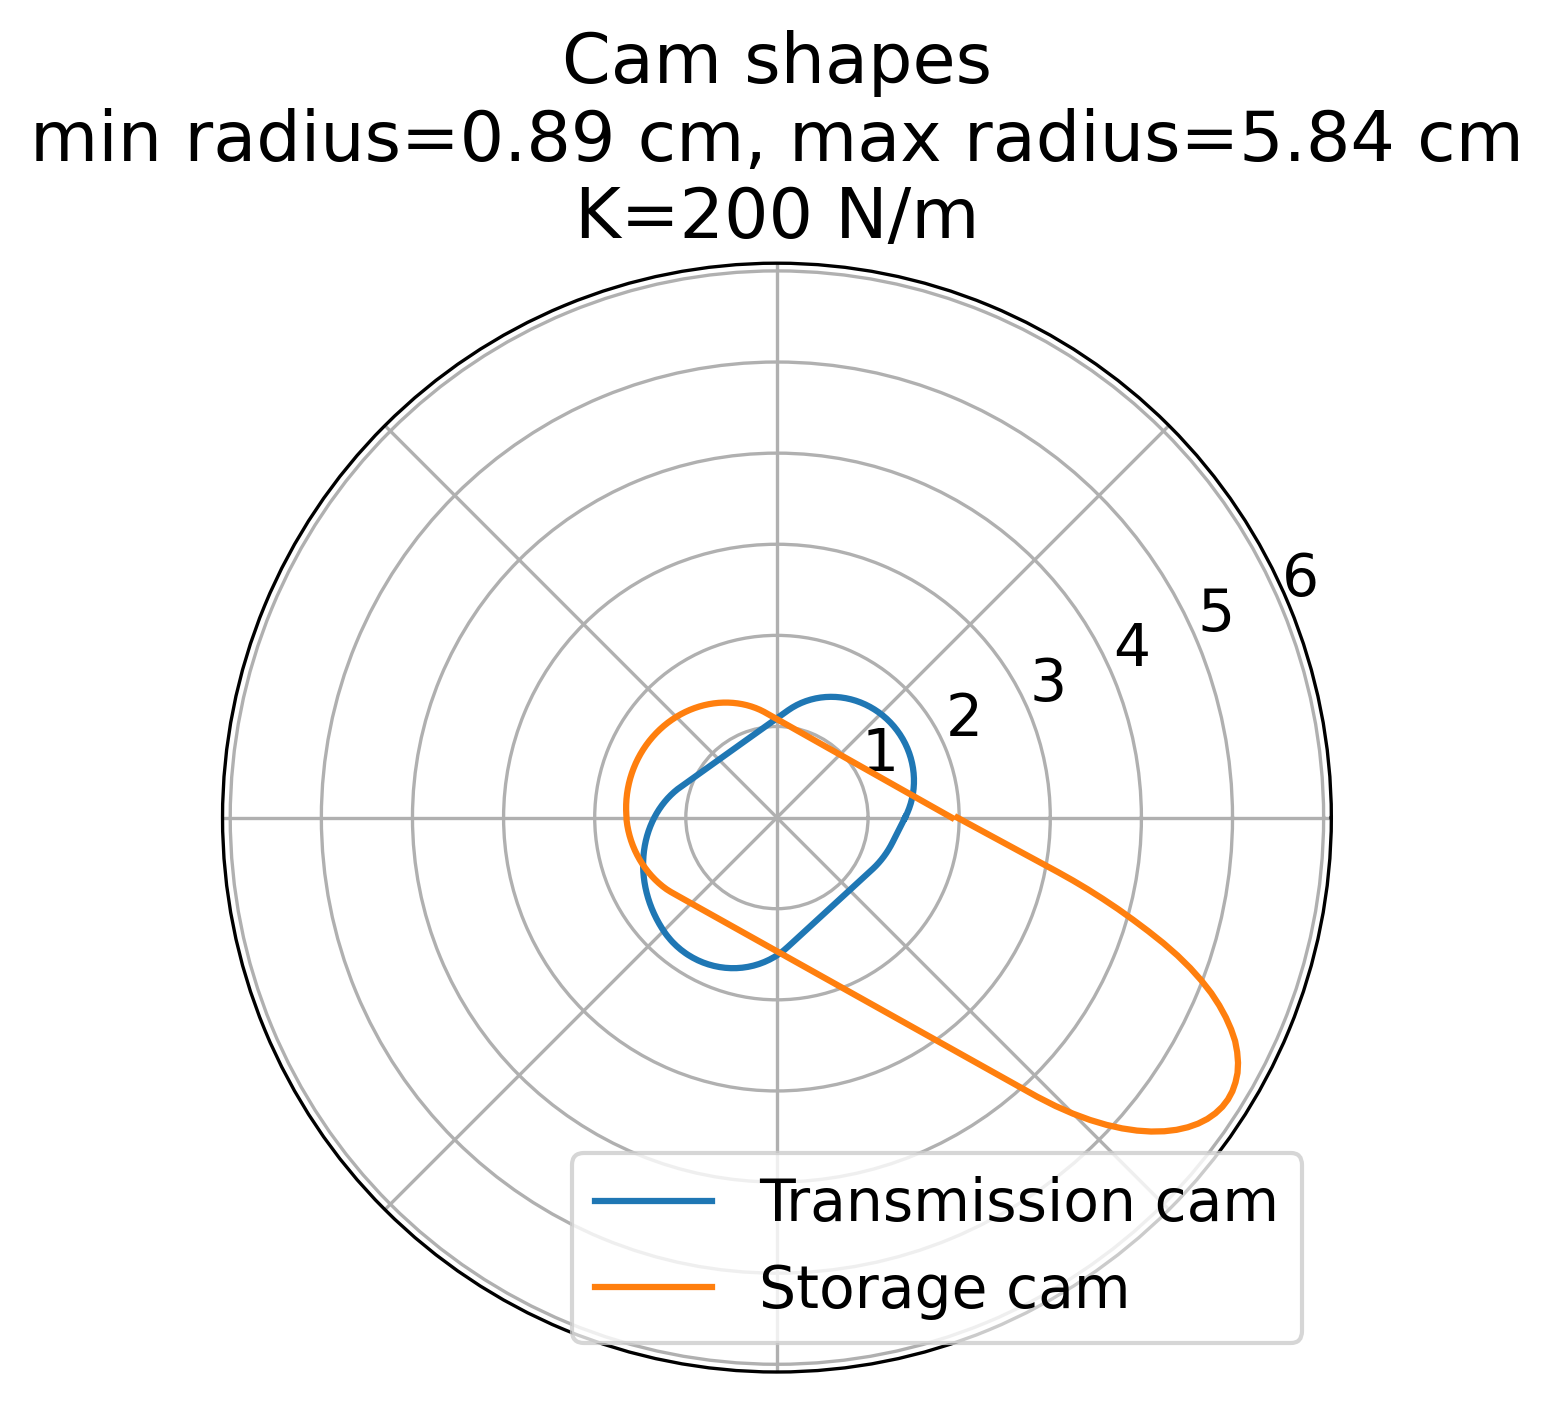 Cam shapes
min radius=0.89 cm, max radius=5.84 cm
K=200 N/m
6
5
4
3
2
1
Transmission cam
Storage cam